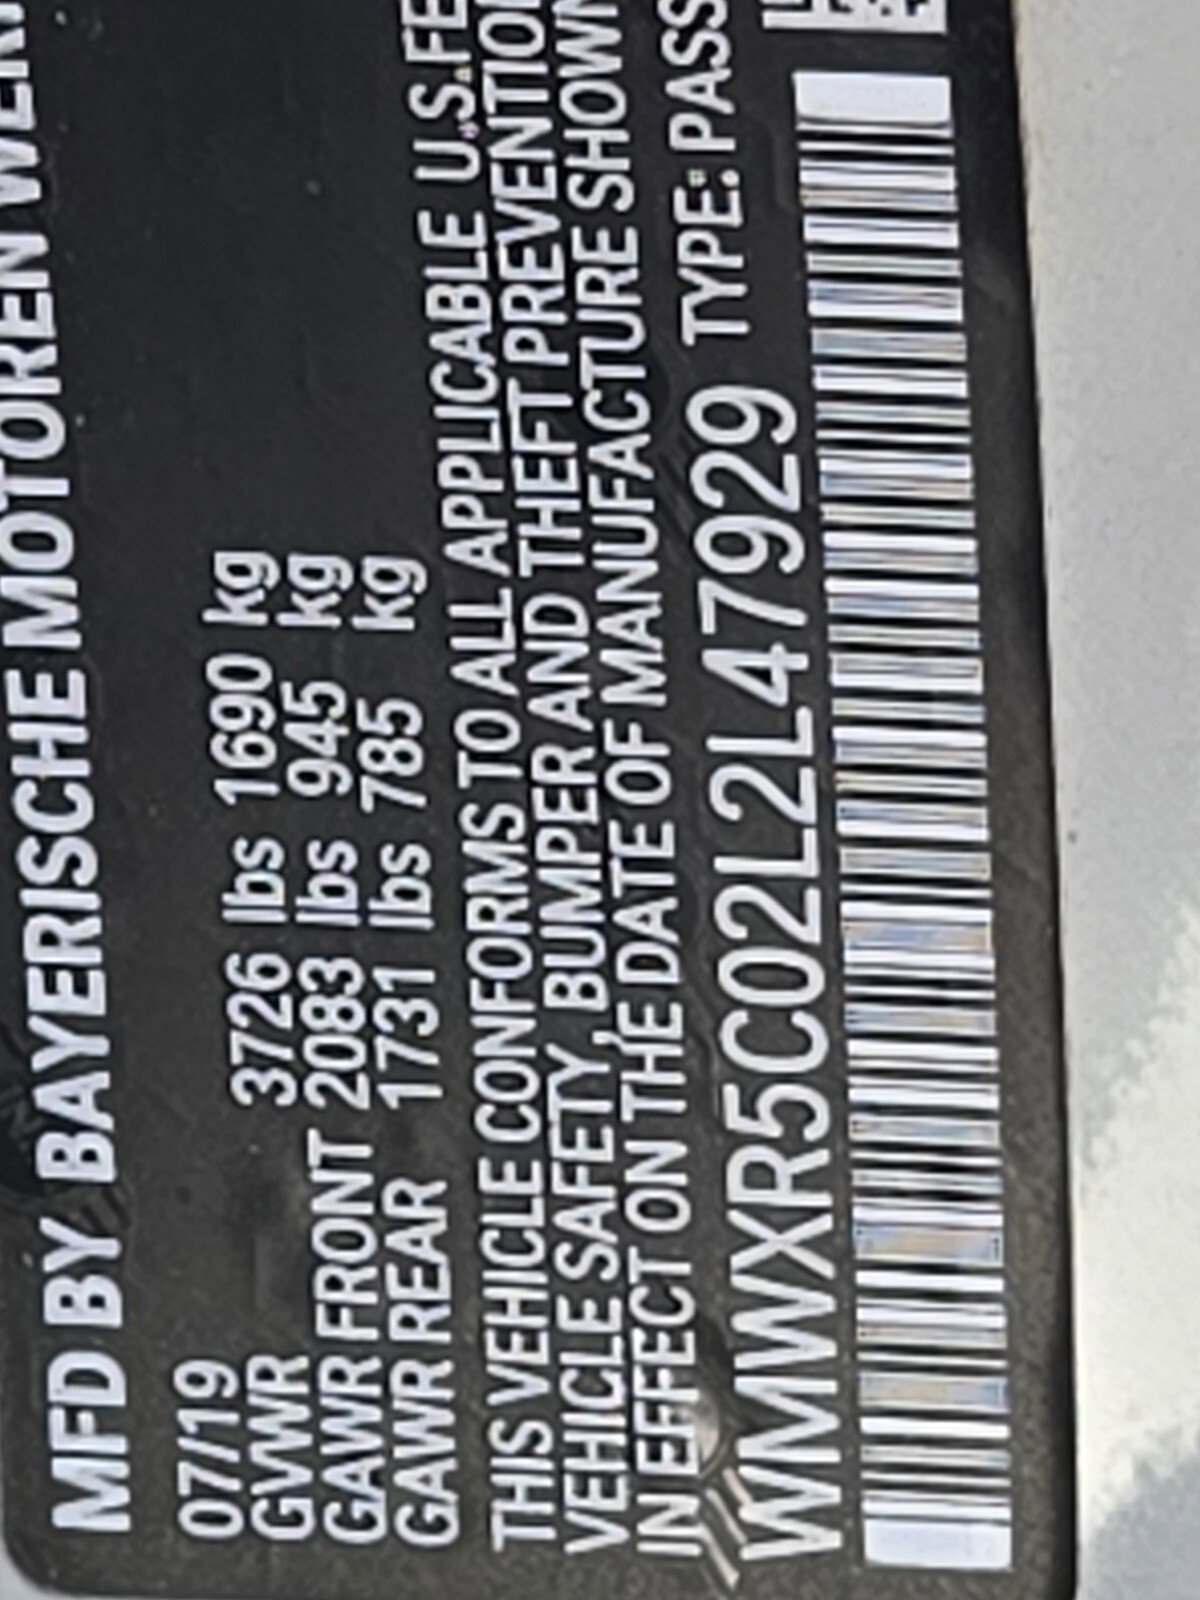 MFD BY BAYERISCHE MOTOREN WERK
07/19
GVWR 3726 lbs 1690 kg
GAWR FRONT 2083 lbs 945 kg
GAWR REAR 1731 lbs 785 kg
THIS VEHICLE CONFORMS TO ALL APPLICABLE U.S.FE
VEHICLE SAFETY, BUMPER AND THEFT PREVENTION
IN EFFECT ON THE DATE OF MANUFACTURE SHOWN
WMWXR5C02L2L47929 TYPE: PASS